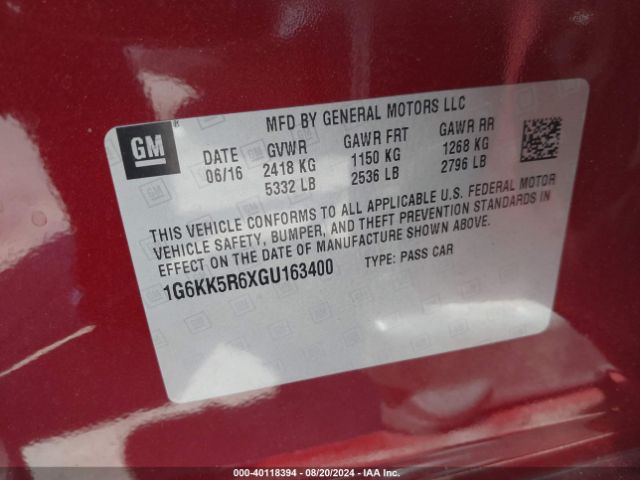 GM
®
MFD BY GENERAL MOTORS LLC
DATE GVWR GAWR FRT GAWR RR
06/16 2418 KG 1150 KG 1268 KG
5332 LB 2536 LB 2796 LB
THIS VEHICLE CONFORMS TO ALL APPLICABLE U.S. FEDERAL MOTOR
VEHICLE SAFETY, BUMPER, AND THEFT PREVENTION STANDARDS IN
EFFECT ON THE DATE OF MANUFACTURE SHOWN ABOVE.
1G6KK5R6XGU163400 TYPE: PASS CAR
000-40118394 - 08/20/2024 - IAA Inc.